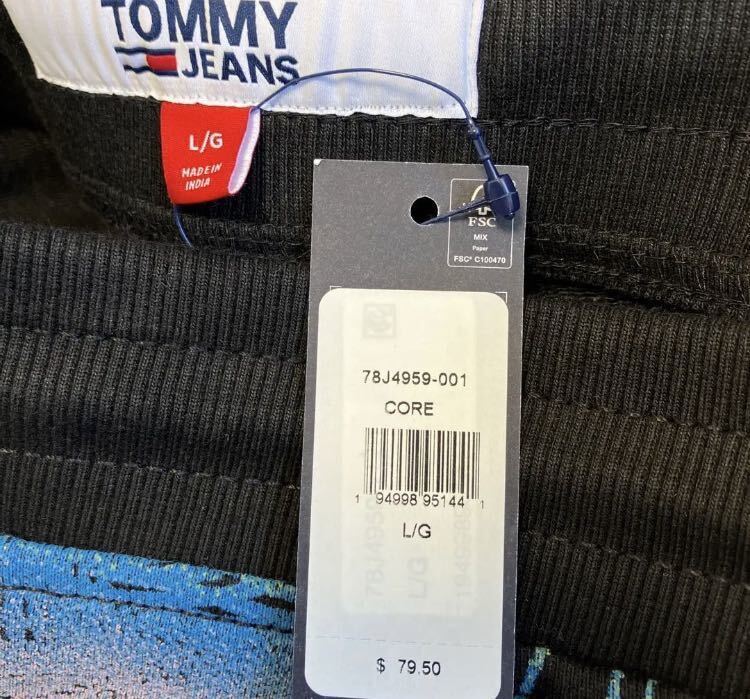 TOMMY
JEANS
L/G
MADE IN
INDIA
FSC
MIX
Paper
FSC® C100470
78J4959-001
CORE
1 94998 95144 1
L/G
$ 79.50